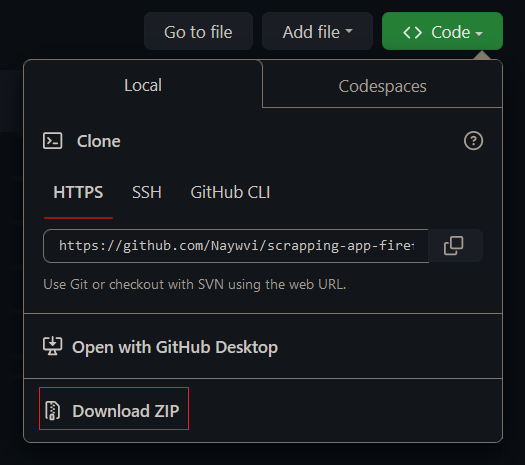 Go to file Add file Code
Local Codespaces
Clone
HTTPS SSH GitHub CLI
https://github.com/Naywvi/scrapping-app-fire
Use Git or checkout with SVN using the web URL.
Open with GitHub Desktop
Download ZIP